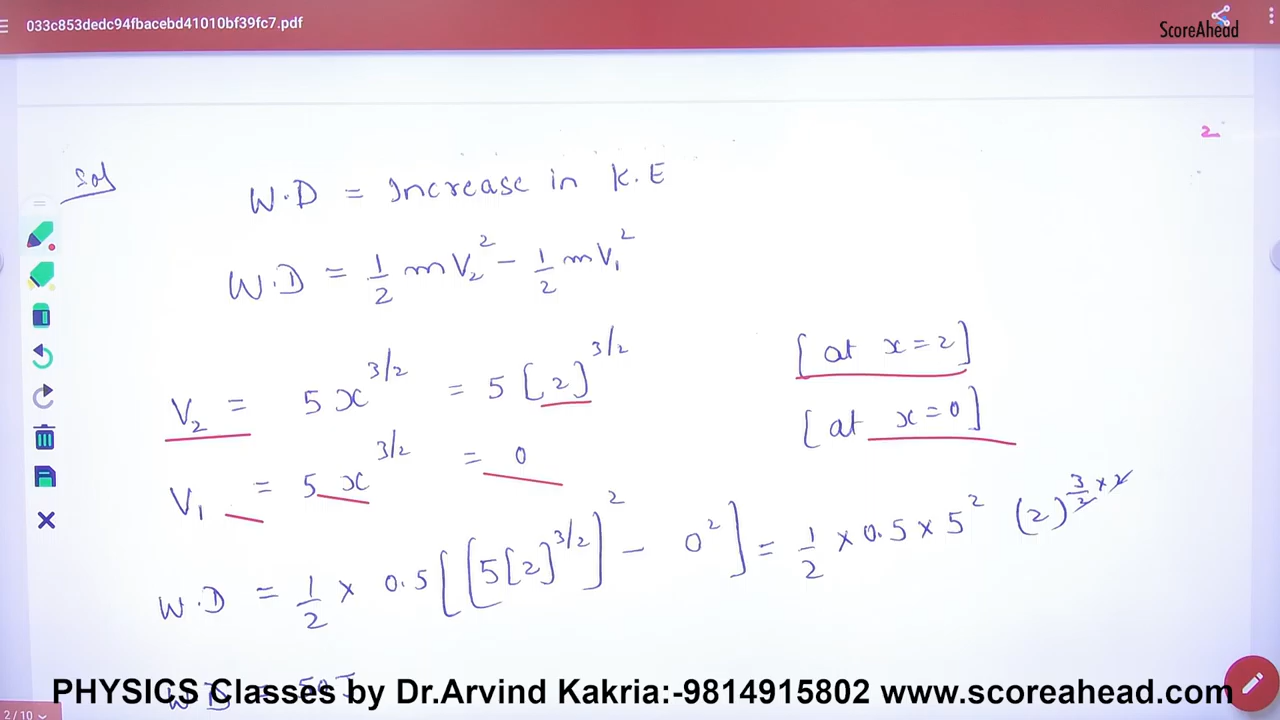 033c853dedc94fbacebd41010bf39fc7.pdf
ScoreAhead
2
Sol
W.D = Increase in K.E
W.D = 1/2 mV₂² - 1/2 mV₁²
V₂ = 5x^3/2 = 5[2]^3/2 [at x=2]
V₁ = 5x^3/2 = 0 [at x=0]
W.D = 1/2 × 0.5 [[5[2]^3/2]² - 0²] = 1/2 × 0.5 × 5² (2)^3/2×2
W D = 50J
PHYSICS Classes by Dr.Arvind Kakria:-9814915802 www.scoreahead.com
2 / 10